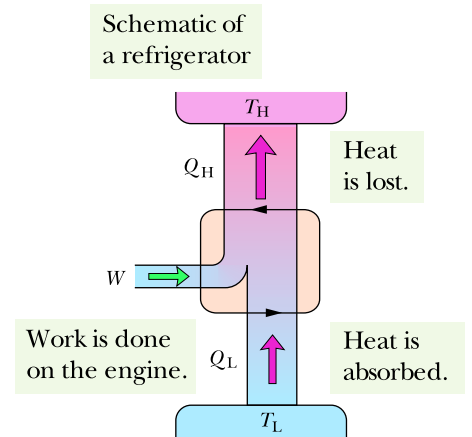 Schematic of
a refrigerator
T_H
Q_H
Heat
is lost.
W
Work is done
on the engine.
Q_L
Heat is
absorbed.
T_L